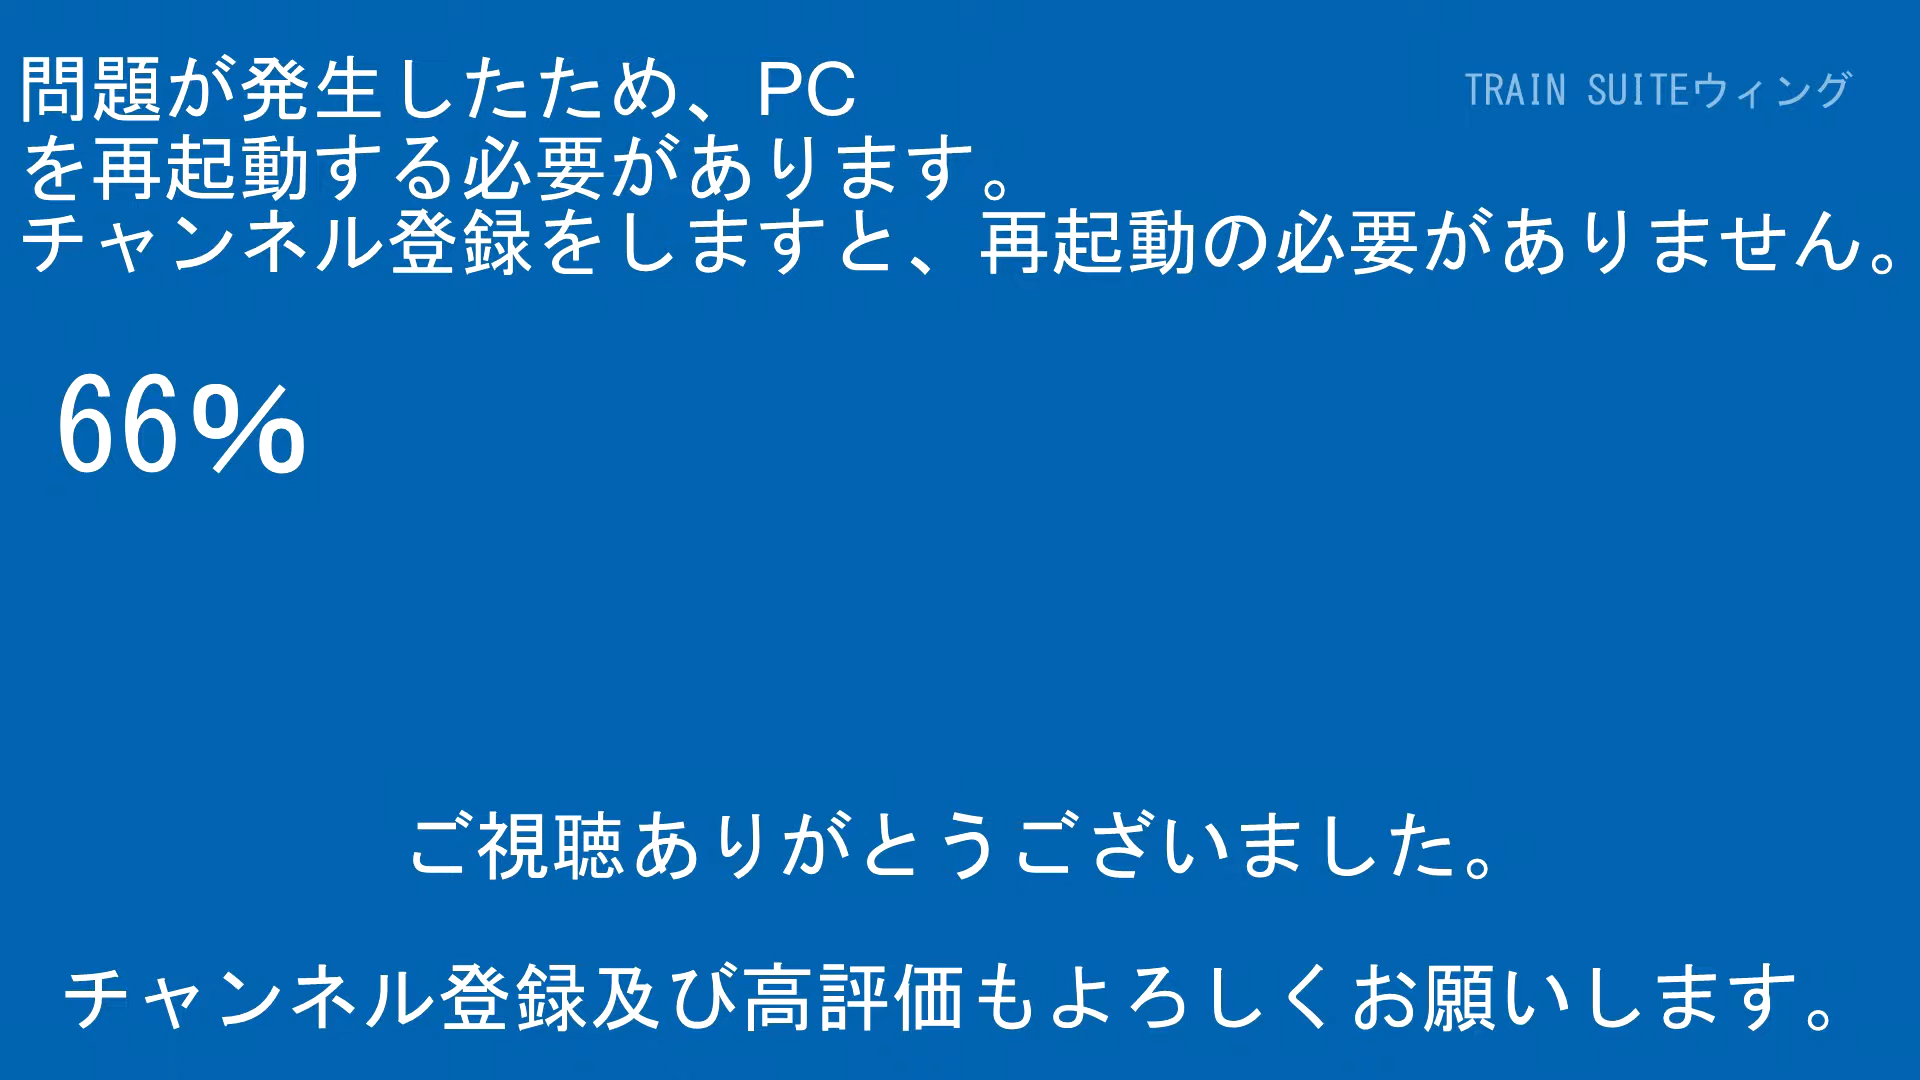 問題が発生したため、PC
TRAIN SUITEウィング
を再起動する必要があります。
チャンネル登録をしますと、再起動の必要がありません。
66%
ご視聴ありがとうございました。
チャンネル登録及び高評価もよろしくお願いします。